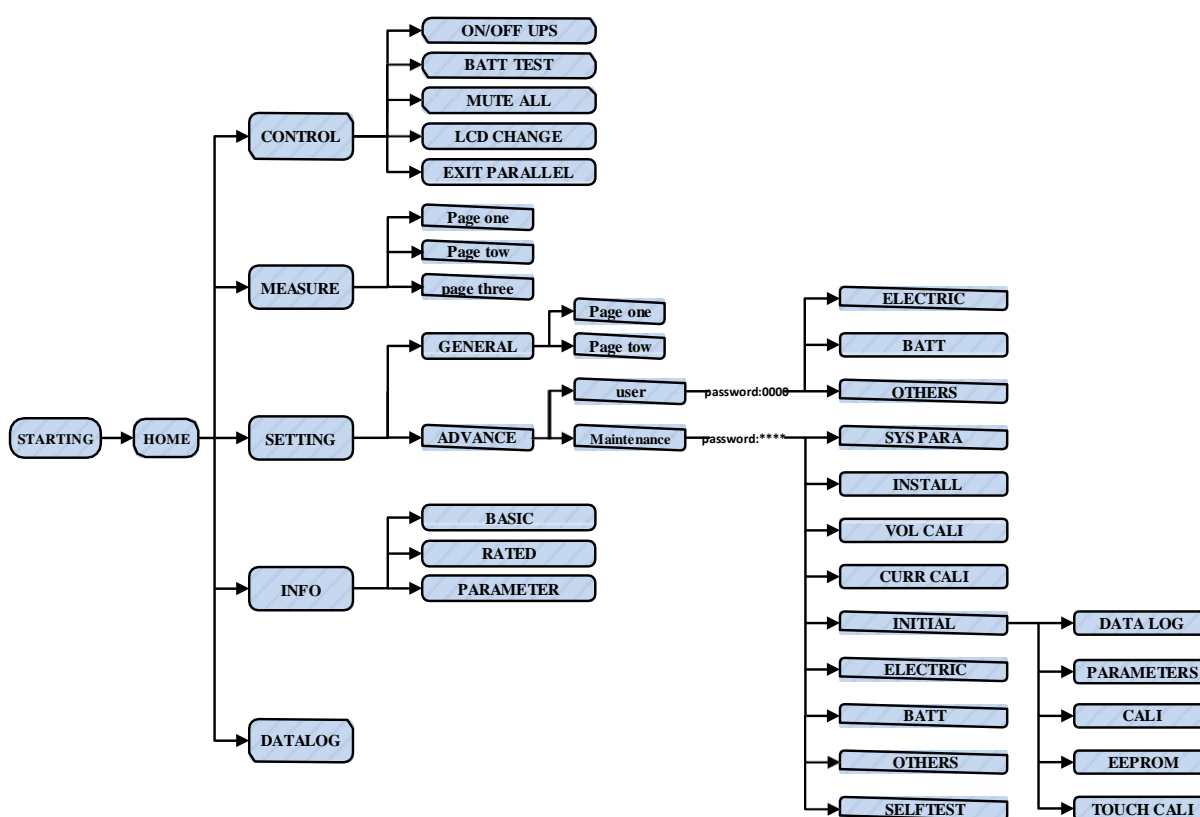 STARTING
HOME
CONTROL
ON/OFF UPS
BATT TEST
MUTE ALL
LCD CHANGE
EXIT PARALLEL
MEASURE
Page one
Page tow
page three
SETTING
GENERAL
Page one
Page tow
ADVANCE
user
password:0000
ELECTRIC
BATT
OTHERS
Maintenance
password:****
SYS PARA
INSTALL
VOL CALI
CURR CALI
INITIAL
DATA LOG
PARAMETERS
CALI
EEPROM
TOUCH CALI
ELECTRIC
BATT
OTHERS
SELFTEST
INFO
BASIC
RATED
PARAMETER
DATALOG